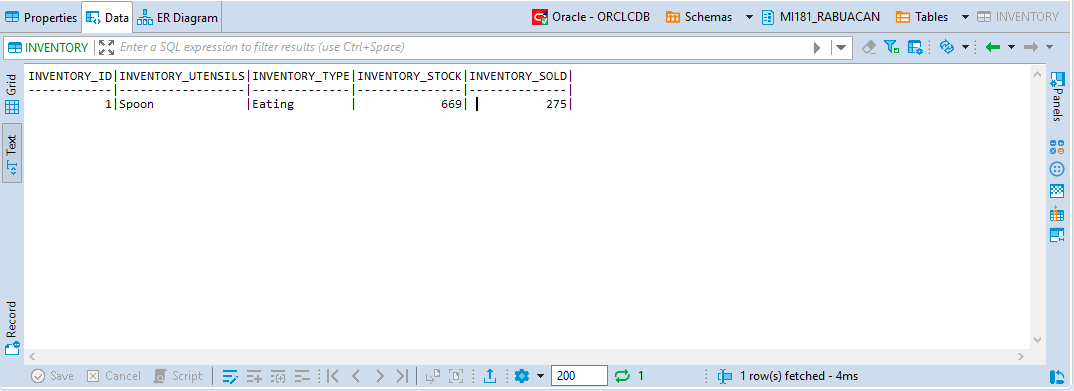 Properties Data ER Diagram Oracle - ORCLCDB Schemas MI181_RABUACAN Tables INVENTORY
INVENTORY Enter a SQL expression to filter results (use Ctrl+Space)
Grid
Text
Record
INVENTORY_ID|INVENTORY_UTENSILS|INVENTORY_TYPE|INVENTORY_STOCK|INVENTORY_SOLD|
------------|------------------|--------------|---------------|--------------|
           1|Spoon             |Eating        |            669|           275|
Panels
Save Cancel Script 200 1 1 row(s) fetched - 4ms